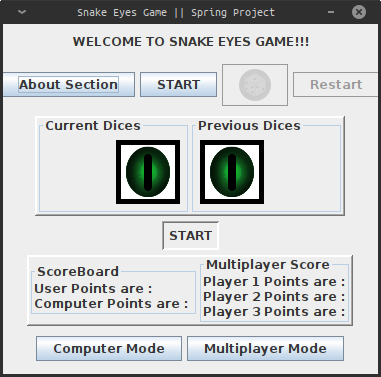 Snake Eyes Game || Spring Project
WELCOME TO SNAKE EYES GAME!!!
About Section START Restart
Current Dices Previous Dices
START
ScoreBoard
User Points are :
Computer Points are :
Multiplayer Score
Player 1 Points are :
Player 2 Points are :
Player 3 Points are :
Computer Mode Multiplayer Mode